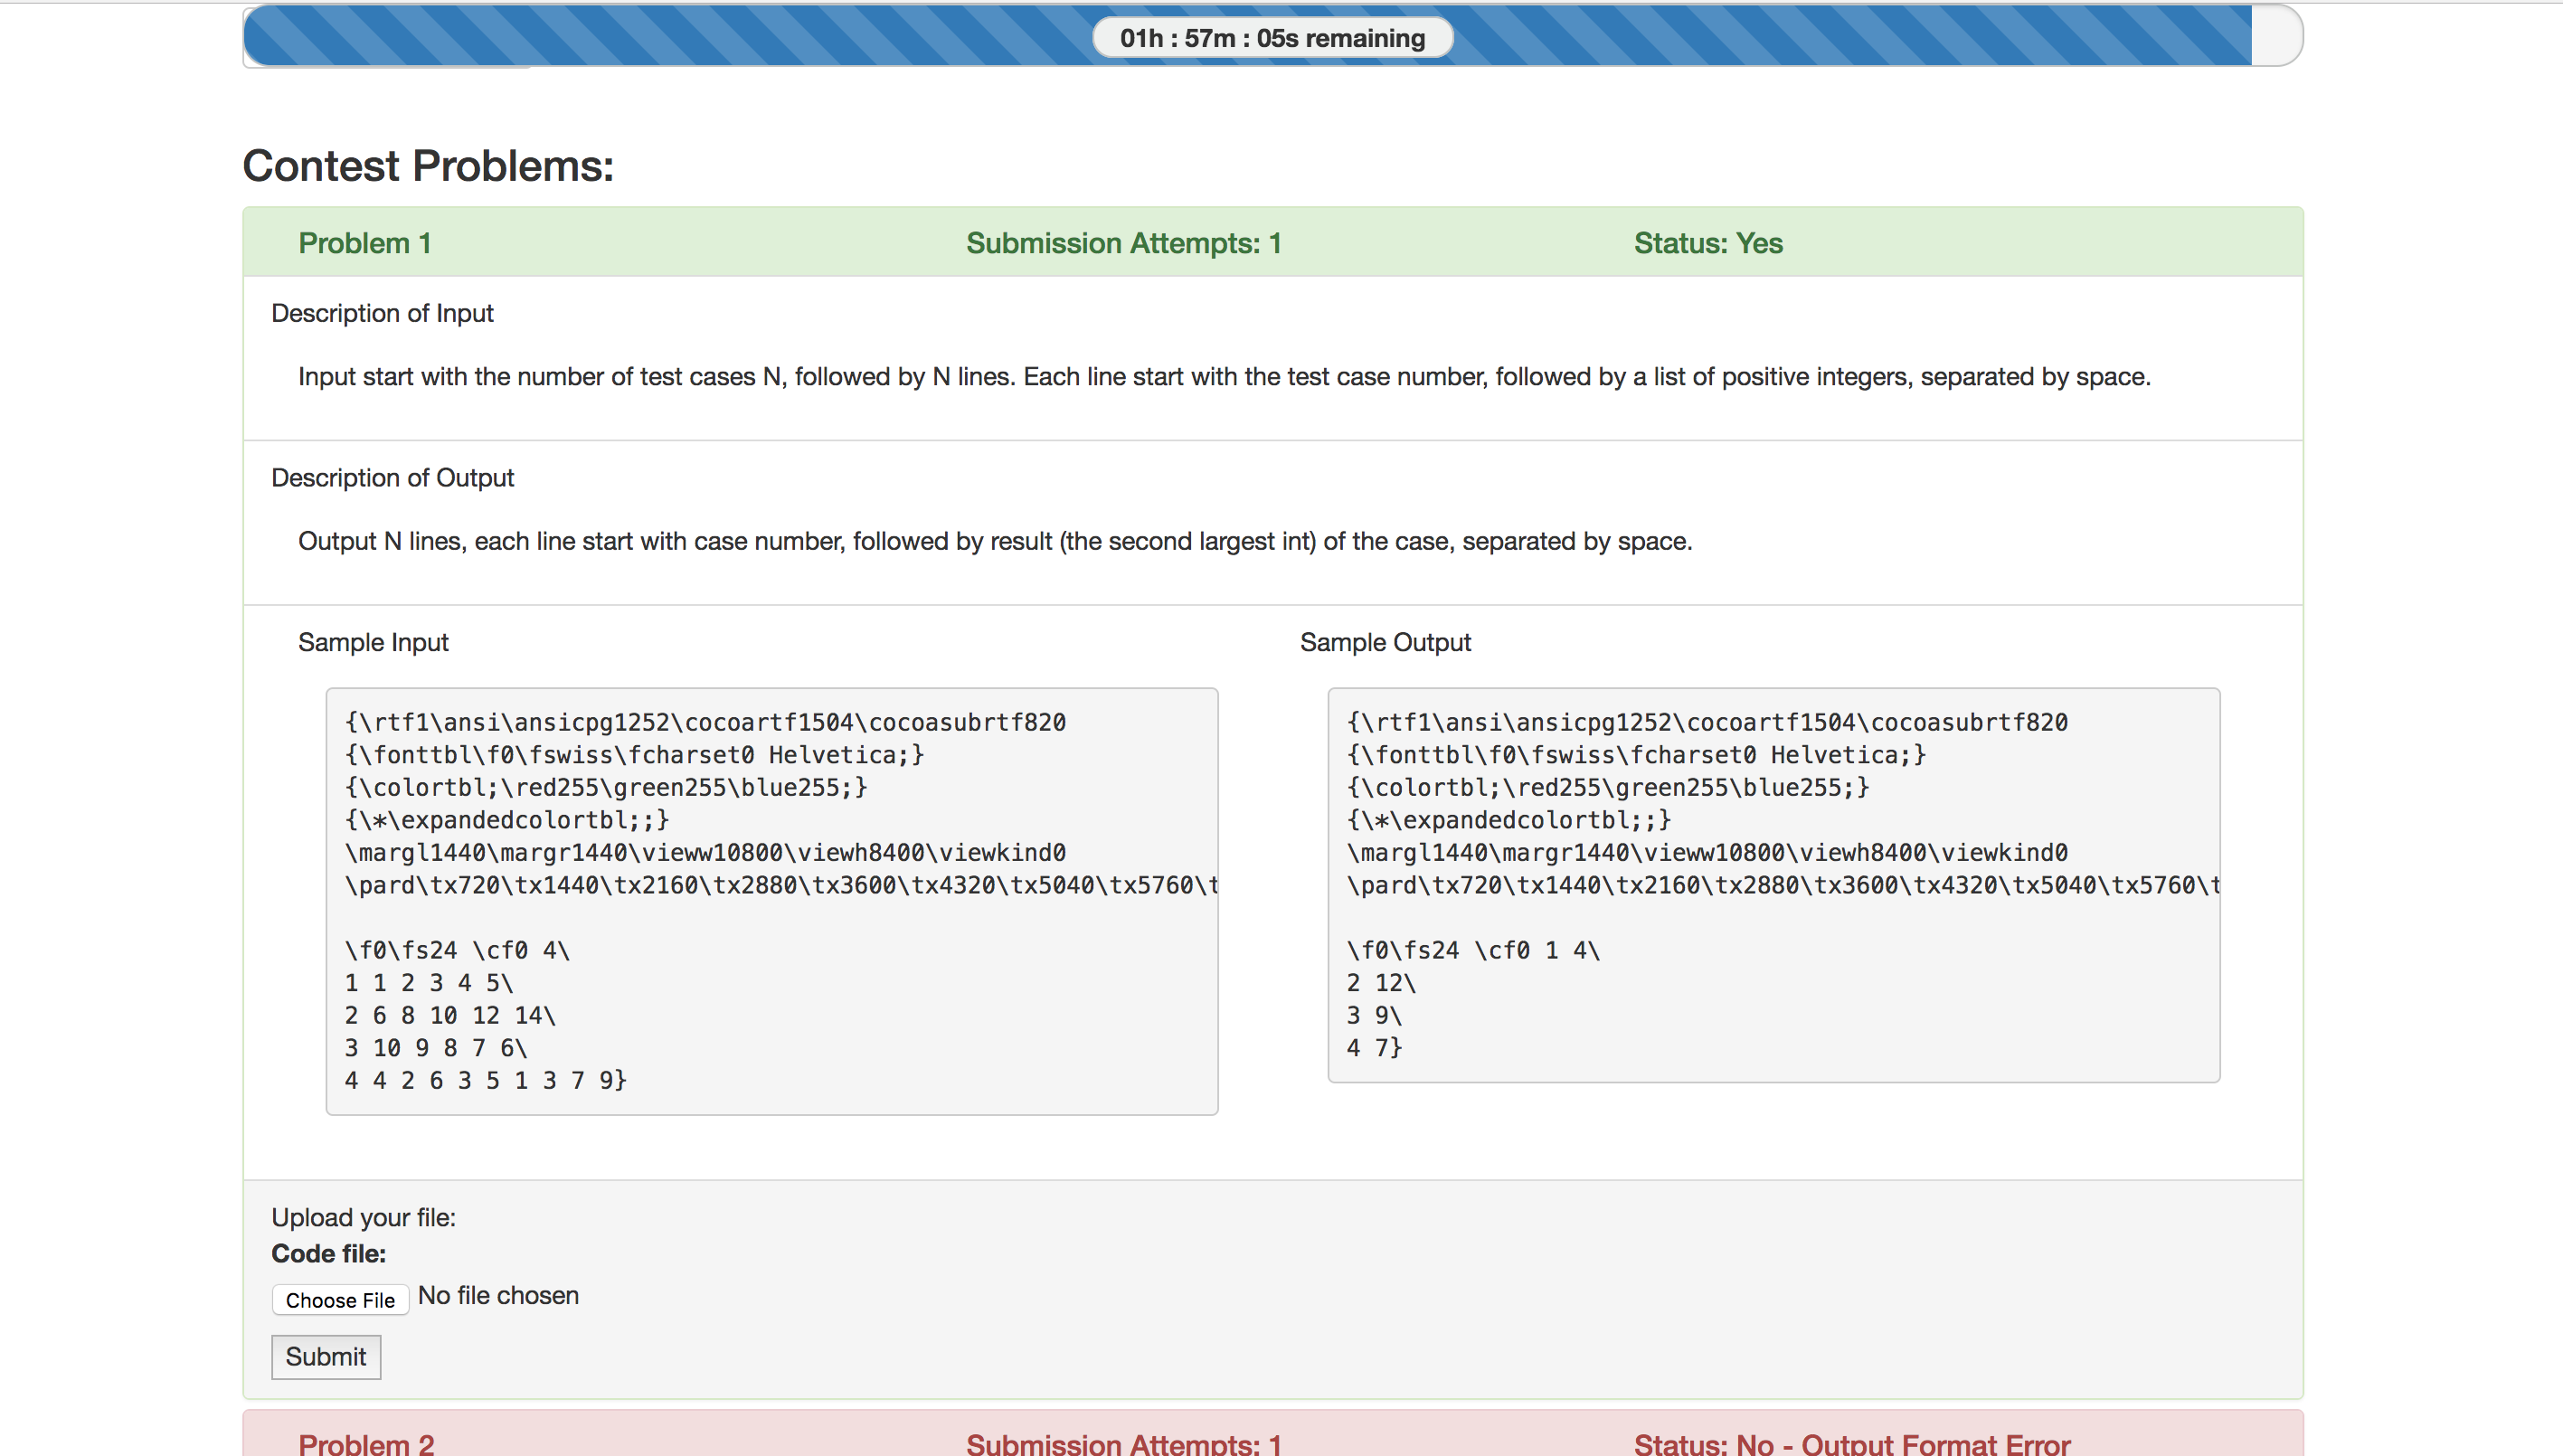 01h : 57m : 05s remaining
Contest Problems:
Problem 1 Submission Attempts: 1 Status: Yes
Description of Input
Input start with the number of test cases N, followed by N lines. Each line start with the test case number, followed by a list of positive integers, separated by space.
Description of Output
Output N lines, each line start with case number, followed by result (the second largest int) of the case, separated by space.
Sample Input
{\rtf1\ansi\ansicpg1252\cocoartf1504\cocoasubrtf820
{\fonttbl\f0\fswiss\fcharset0 Helvetica;}
{\colortbl;\red255\green255\blue255;}
{\*\expandedcolortbl;;}
\margl1440\margr1440\vieww10800\viewh8400\viewkind0
\pard\tx720\tx1440\tx2160\tx2880\tx3600\tx4320\tx5040\tx5760\t
\f0\fs24 \cf0 4\
1 1 2 3 4 5\
2 6 8 10 12 14\
3 10 9 8 7 6\
4 4 2 6 3 5 1 3 7 9}
Sample Output
{\rtf1\ansi\ansicpg1252\cocoartf1504\cocoasubrtf820
{\fonttbl\f0\fswiss\fcharset0 Helvetica;}
{\colortbl;\red255\green255\blue255;}
{\*\expandedcolortbl;;}
\margl1440\margr1440\vieww10800\viewh8400\viewkind0
\pard\tx720\tx1440\tx2160\tx2880\tx3600\tx4320\tx5040\tx5760\t
\f0\fs24 \cf0 1 4\
2 12\
3 9\
4 7}
Upload your file:
Code file:
Choose File No file chosen
Submit
Problem 2 Submission Attempts: 1 Status: No - Output Format Error